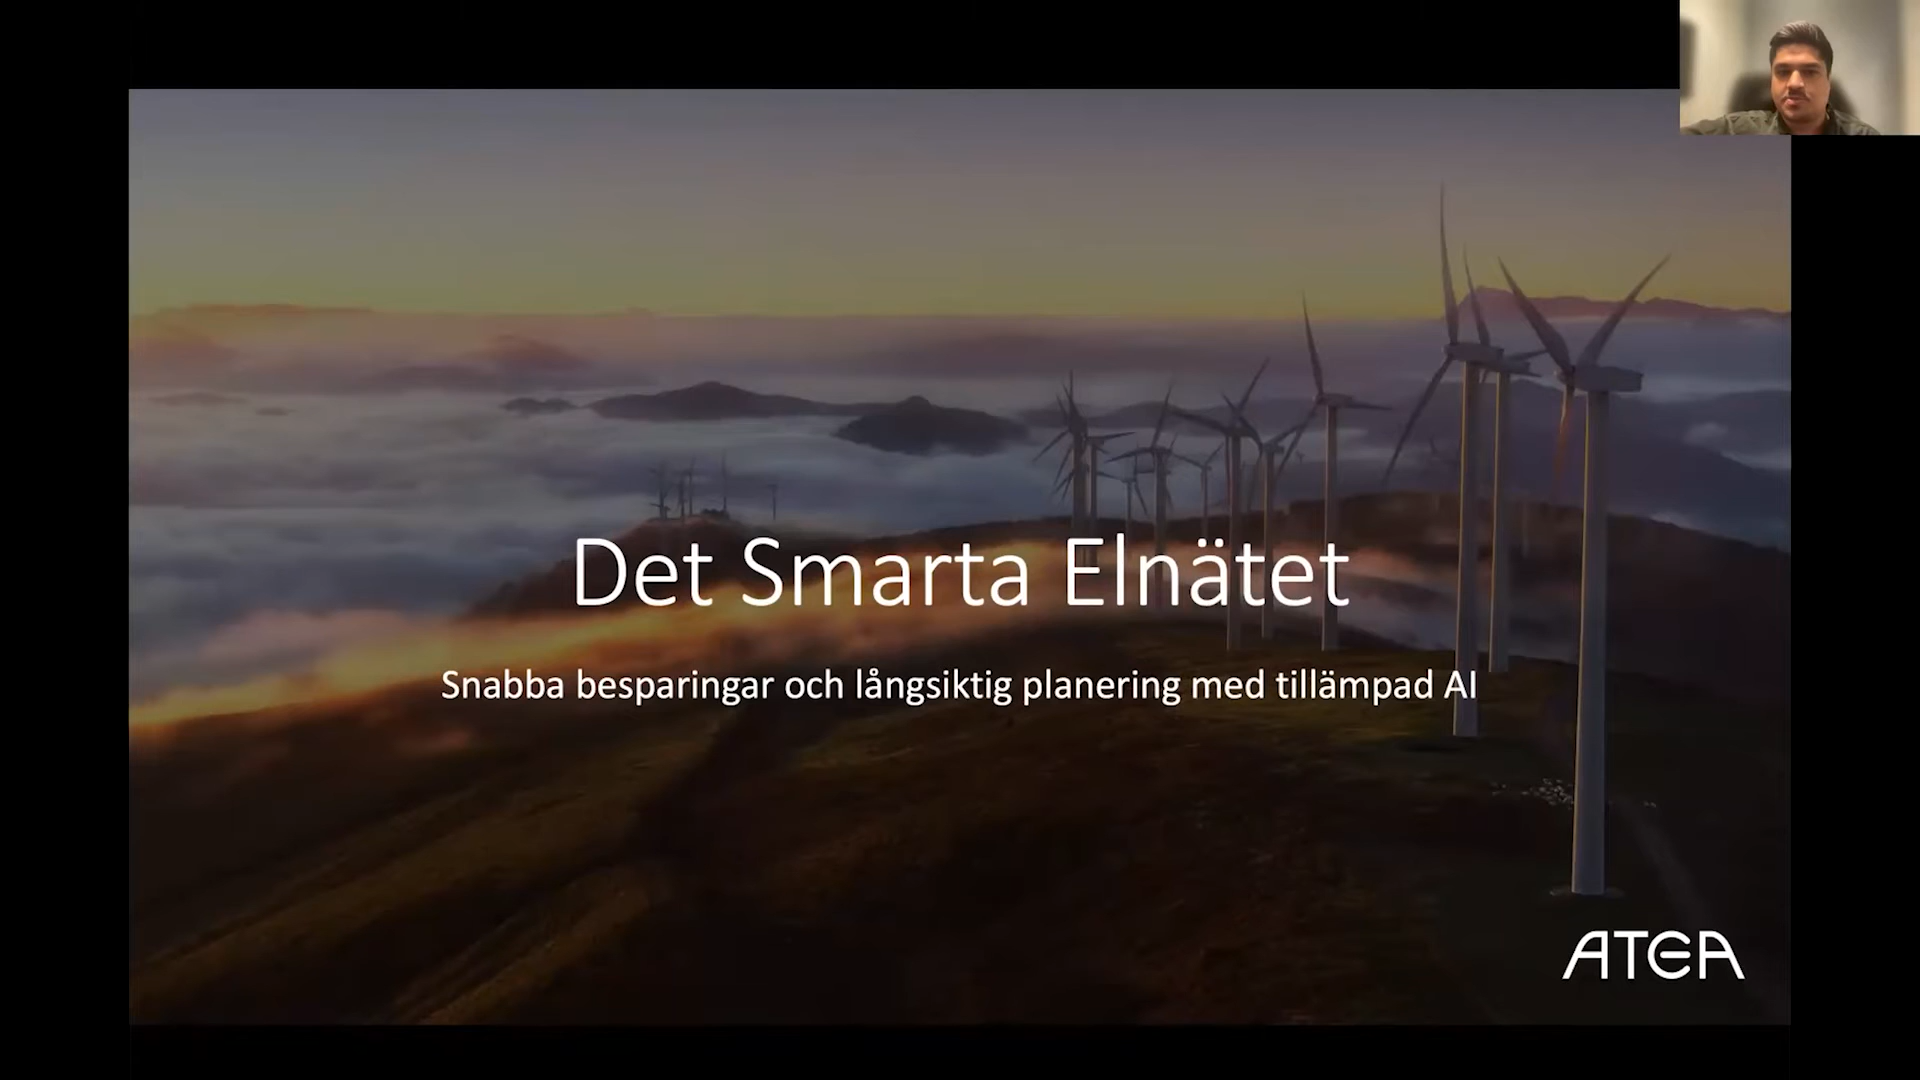 Det Smarta Elnätet
Snabba besparingar och långsiktig planering med tillämpad AI
ATEA